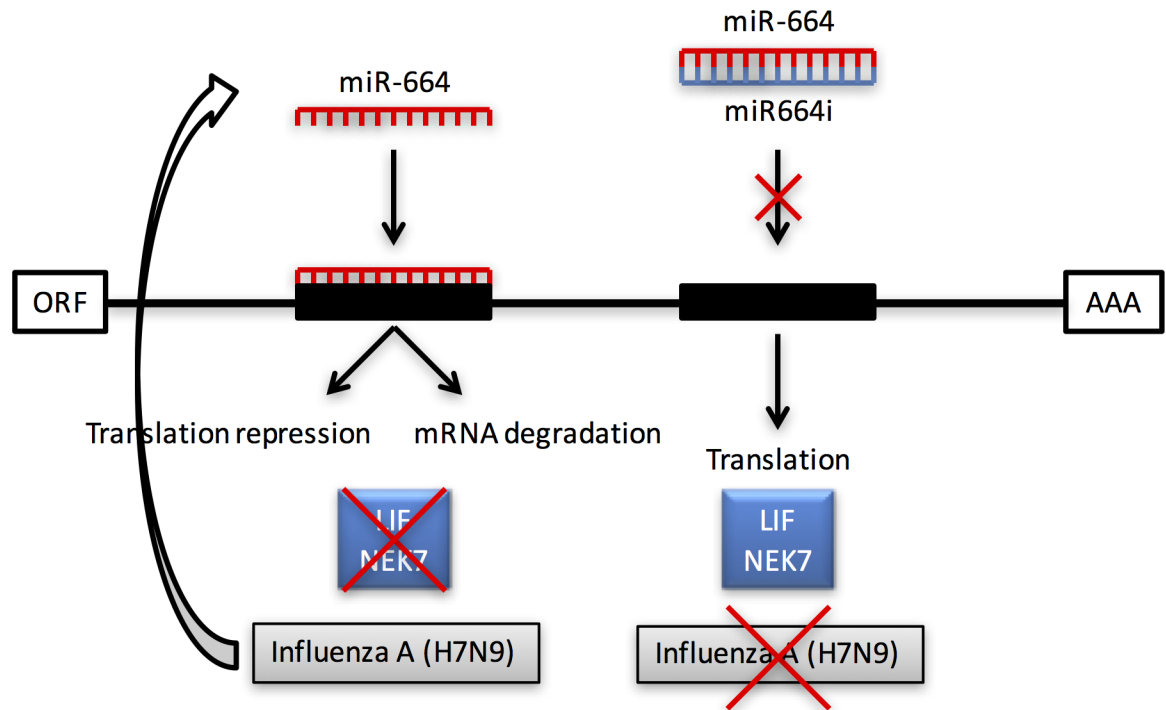 miR-664
miR-664
miR664i
ORF
AAA
Translation repression
mRNA degradation
Translation
LIF
NEK7
LIF
NEK7
Influenza A (H7N9)
Influenza A (H7N9)